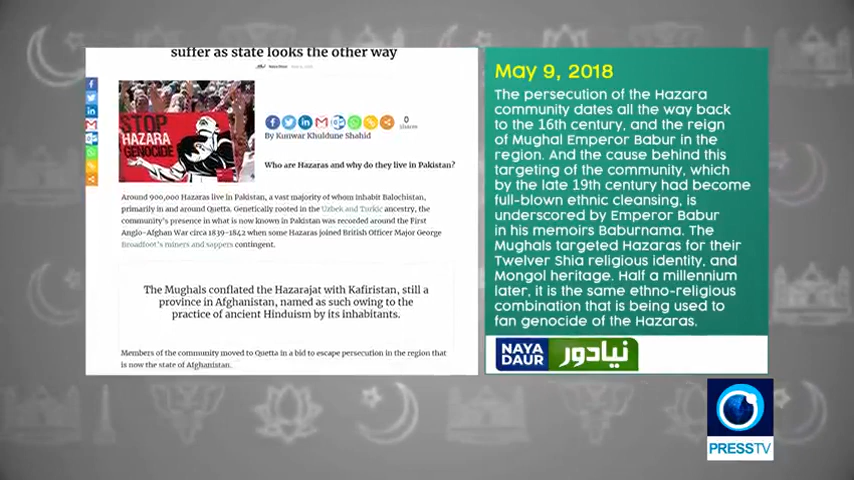 suffer as state looks the other way
STOP
HAZARA
GENOCIDE
0
Shares
By Kunwar Khuldune Shahid
Who are Hazaras and why do they live in Pakistan?
Around 900,000 Hazaras live in Pakistan, a vast majority of whom inhabit Balochistan,
primarily in and around Quetta. Genetically rooted in the Uzbek and Turkic ancestry, the
community's presence in what is now known in Pakistan was recorded around the First
Anglo-Afghan War circa 1839-1842 when some Hazaras joined British Officer Major George
Broadfoot's miners and sappers contingent.
The Mughals conflated the Hazarajat with Kafiristan, still a
province in Afghanistan, named as such owing to the
practice of ancient Hinduism by its inhabitants.
Members of the community moved to Quetta in a bid to escape persecution in the region that
is now the state of Afghanistan.
May 9, 2018
The persecution of the Hazara
community dates all the way back
to the 16th century, and the reign
of Mughal Emperor Babur in the
region. And the cause behind this
targeting of the community, which
by the late 19th century had become
full-blown ethnic cleansing, is
underscored by Emperor Babur
in his memoirs Baburnama. The
Mughals targeted Hazaras for their
Twelver Shia religious identity, and
Mongol heritage. Half a millennium
later, it is the same ethno-religious
combination that is being used to
fan genocide of the Hazaras.
NAYA
DAUR
نیادور
PRESSTV